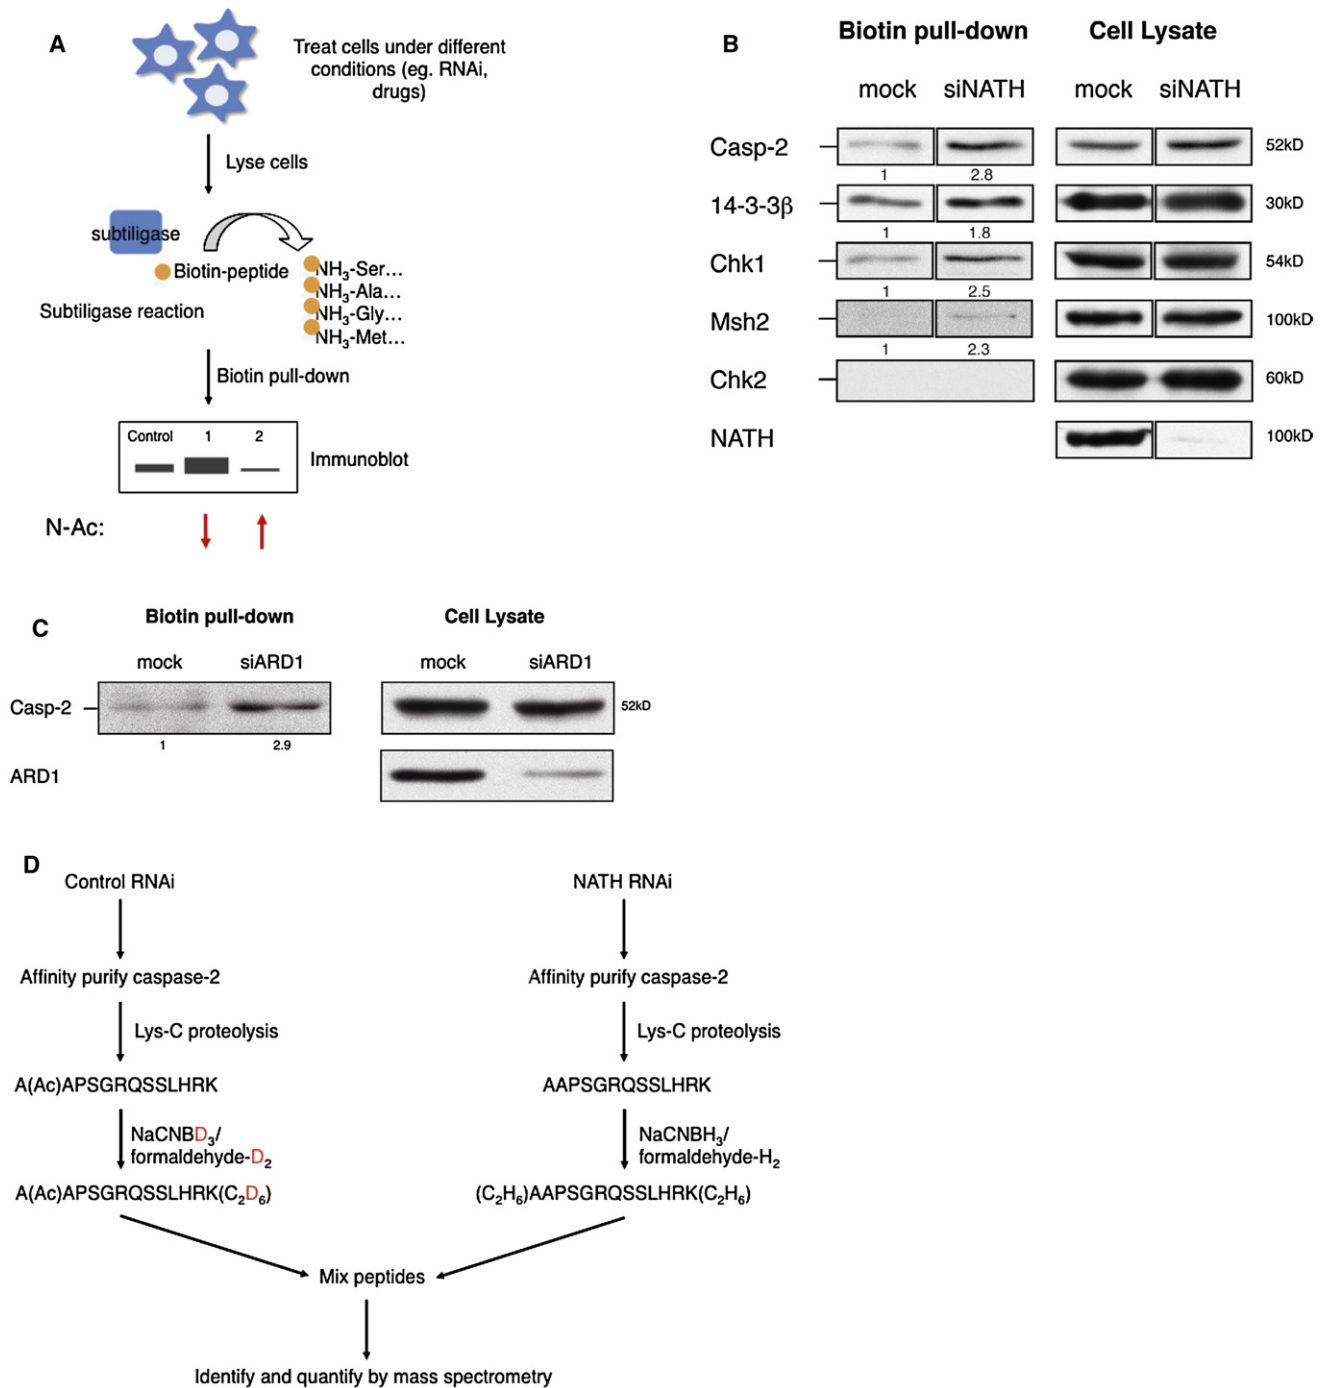 A
Treat cells under different
conditions (eg. RNAi,
drugs)
Lyse cells
subtiligase
Biotin-peptide
NH3-Ser...
NH3-Ala...
NH3-Gly...
NH3-Met...
Subtiligase reaction
Biotin pull-down
Control 1 2
Immunoblot
N-Ac:
B
Biotin pull-down Cell Lysate
mock siNATH mock siNATH
Casp-2 52kD
1 2.8
14-3-3β 30kD
1 1.8
Chk1 54kD
1 2.5
Msh2 100kD
1 2.3
Chk2 60kD
NATH 100kD
C
Biotin pull-down Cell Lysate
mock siARD1 mock siARD1
Casp-2 52kD
1 2.9
ARD1
D
Control RNAi NATH RNAi
Affinity purify caspase-2 Affinity purify caspase-2
Lys-C proteolysis Lys-C proteolysis
A(Ac)APSGRQSSLHRK AAPSGRQSSLHRK
NaCNBD3/ NaCNBH3/
formaldehyde-D2 formaldehyde-H2
A(Ac)APSGRQSSLHRK(C2D6) (C2H6)AAPSGRQSSLHRK(C2H6)
Mix peptides
Identify and quantify by mass spectrometry